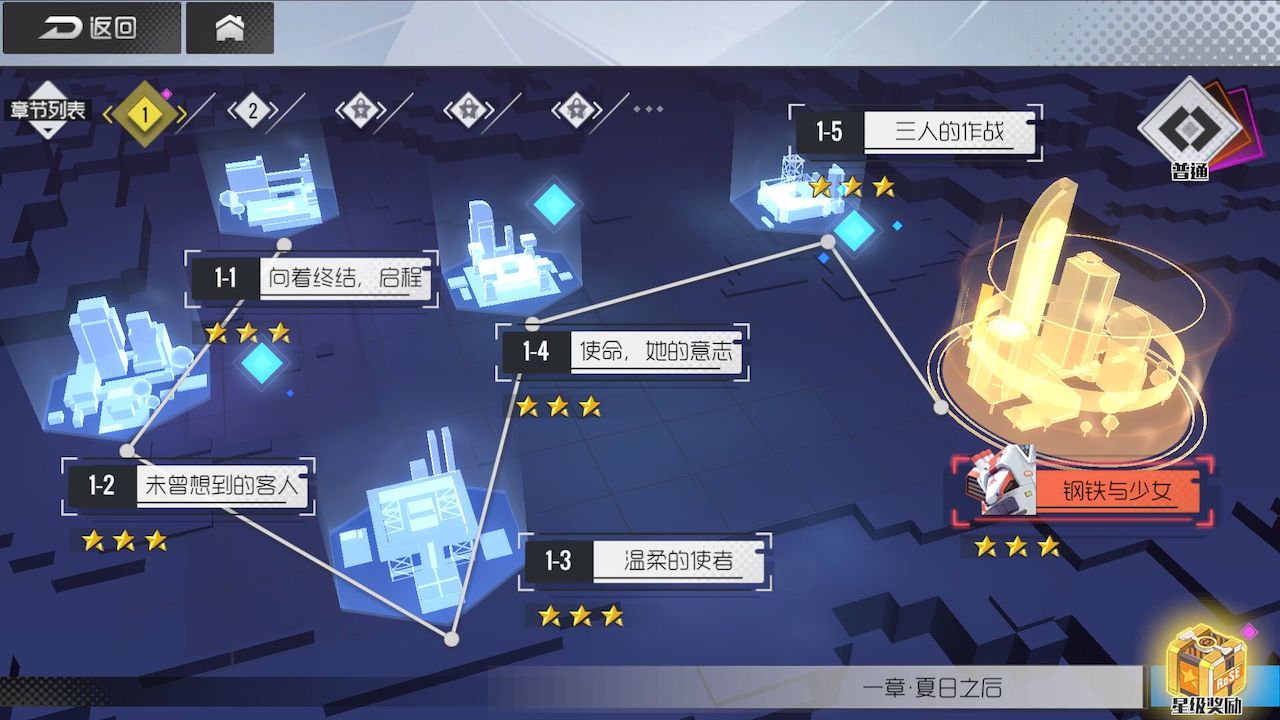 返回
章节列表
1
2
普通
1-5 三人的作战
1-1 向着终结，启程
1-4 使命，她的意志
1-2 未曾想到的客人
钢铁与少女
1-3 温柔的使者
一章·夏日之后
RoSE
星级奖励